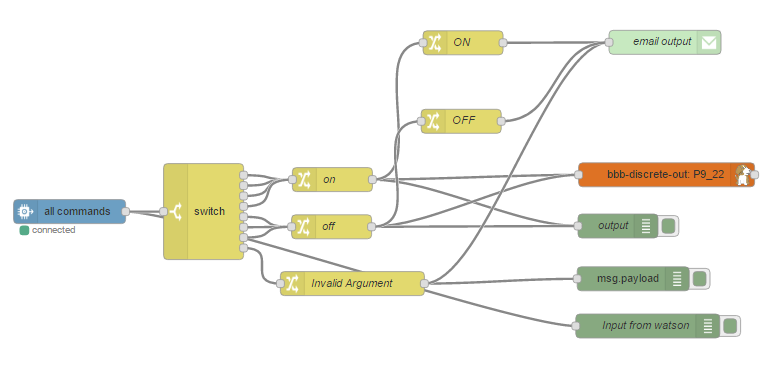 ON
email output
OFF
on
bbb-discrete-out: P9_22
all commands
switch
connected
off
output
Invalid Argument
msg.payload
Input from watson